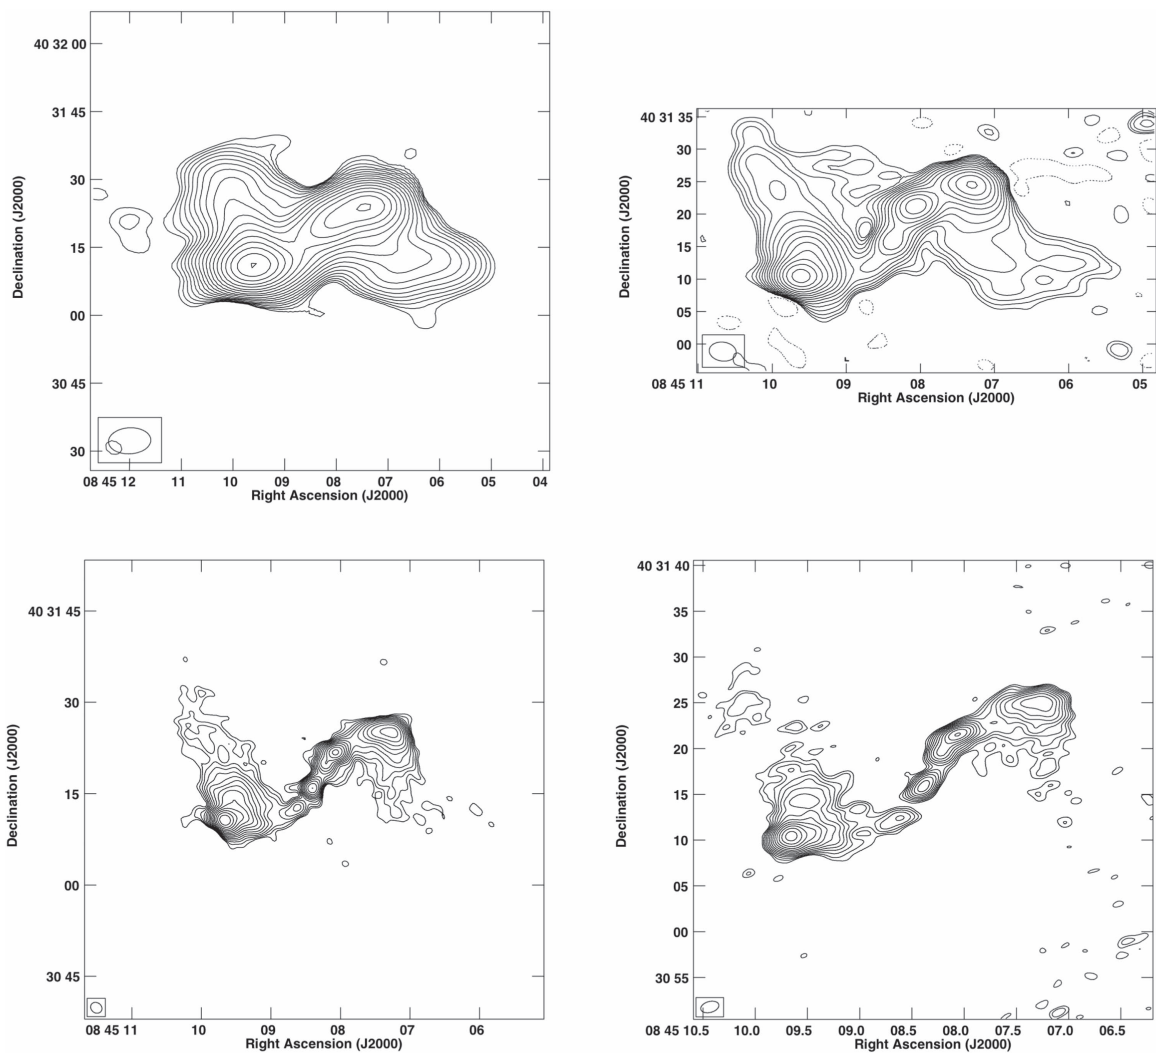 40 32 00
31 45
30
15
00
30 45
30
Declination (J2000)
08 45 12 11 10 09 08 07 06 05 04
Right Ascension (J2000)
40 31 35
30
25
20
15
10
05
00
Declination (J2000)
08 45 11 10 09 08 07 06 05
Right Ascension (J2000)
40 31 45
30
15
00
30 45
Declination (J2000)
08 45 11 10 09 08 07 06
Right Ascension (J2000)
40 31 40
35
30
25
20
15
10
05
00
30 55
Declination (J2000)
08 45 10.5 10.0 09.5 09.0 08.5 08.0 07.5 07.0 06.5
Right Ascension (J2000)